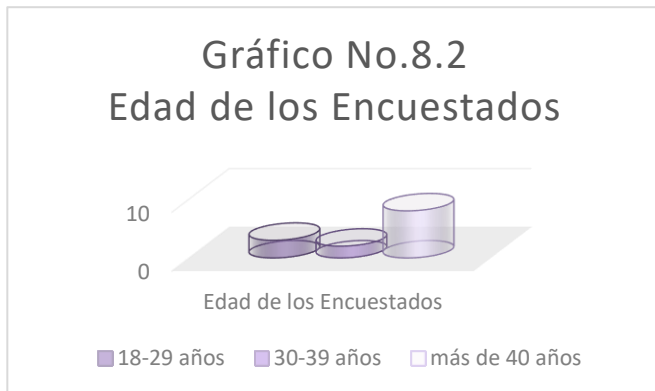 Gráfico No.8.2
Edad de los Encuestados
10
0
Edad de los Encuestados
18-29 años 30-39 años más de 40 años